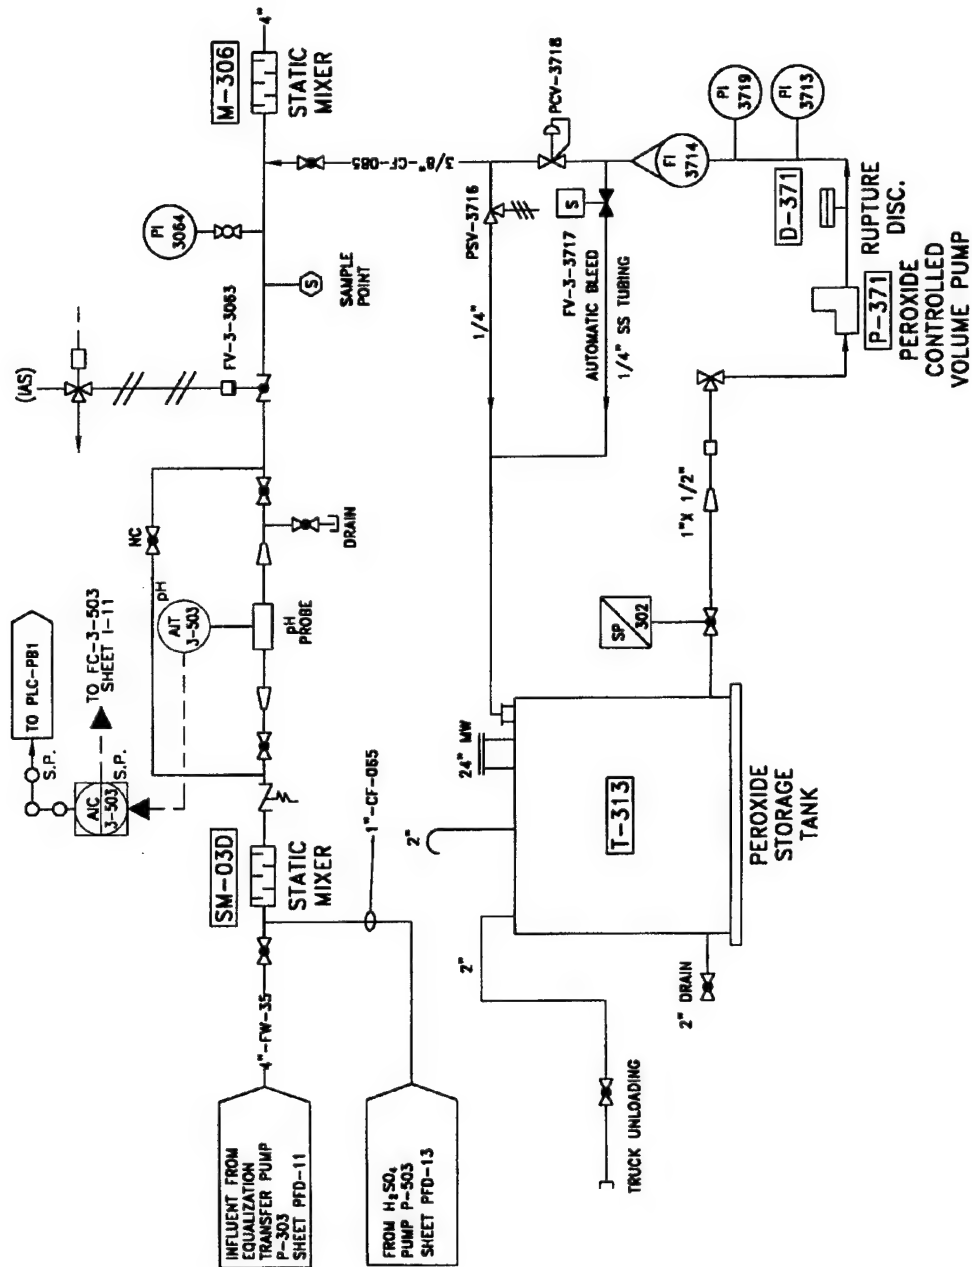 4"
M-306
STATIC
MIXER
PI
3064
SAMPLE
POINT
S
FV-3-3063
(IAS)
NC
DRAIN
pH
AIT
3-503
pH
PROBE
TO PLC-PB1
TO FC-3-503
SHEET I-11
S.P.
S.P.
AIC
3-503
SM-03D
STATIC
MIXER
1"-CF-065
4"-FW-35
INFLUENT FROM
EQUALIZATION
TRANSFER PUMP
P-303
SHEET PFD-11
FROM H₂SO₄
PUMP P-503
SHEET PFD-13
3/8"-CF-085
PCV-3718
PSV-3716
1/4"
S
FV-3-3717
AUTOMATIC BLEED
1/4" SS TUBING
FI
3714
PI
3719
PI
3713
D-371
RUPTURE
DISC.
P-371
PEROXIDE
CONTROLLED
VOLUME PUMP
1"X 1/2"
SP
302
24" MW
2"
T-313
PEROXIDE
STORAGE
TANK
2"
2" DRAIN
TRUCK UNLOADING